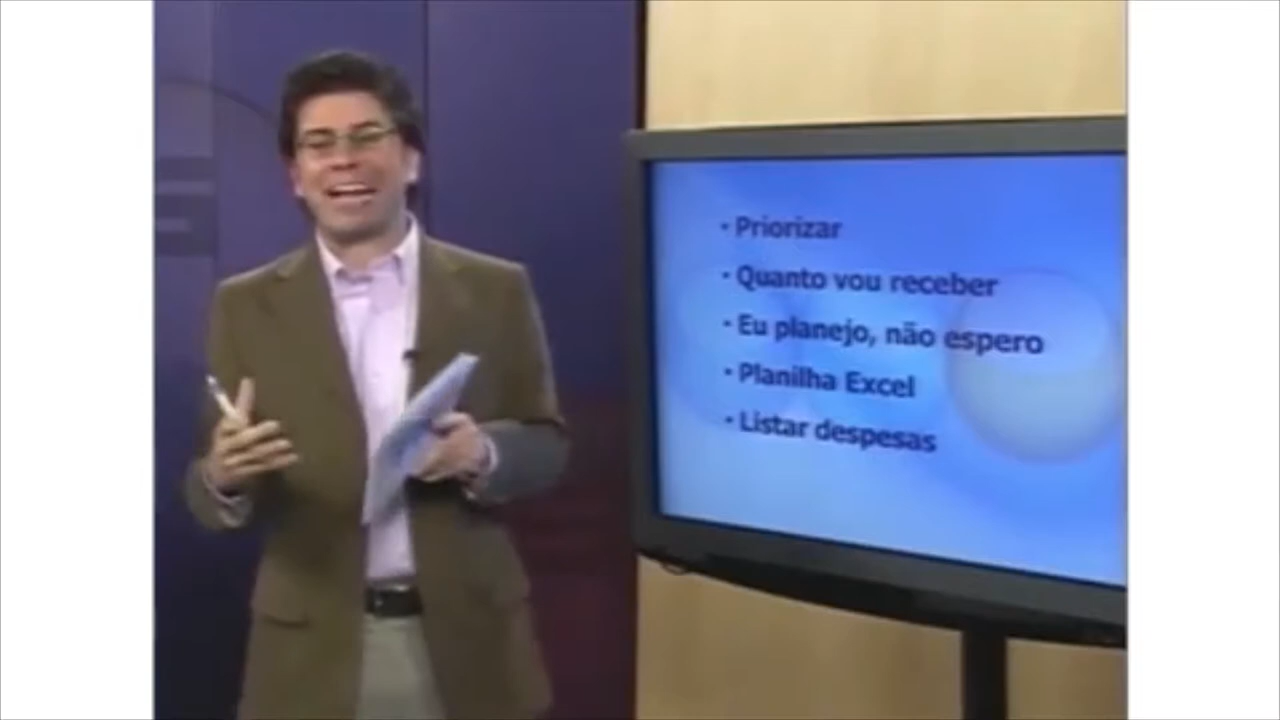 · Priorizar
· Quanto vou receber
· Eu planejo, não espero
· Planilha Excel
· Listar despesas